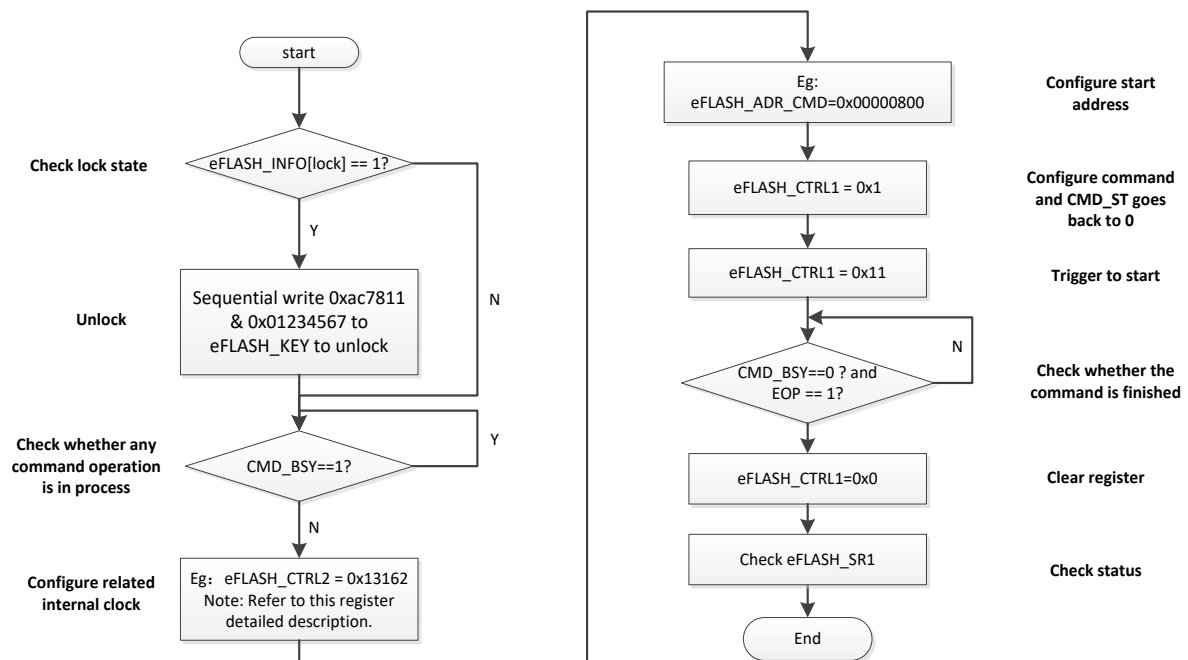 start
Check lock state
eFLASH_INFO[lock] == 1?
Y
N
Unlock
Sequential write 0xac7811
& 0x01234567 to
eFLASH_KEY to unlock
Check whether any
command operation
is in process
CMD_BSY==1?
Y
N
Configure related
internal clock
Eg：eFLASH_CTRL2 = 0x13162
Note: Refer to this register
detailed description.
Eg:
eFLASH_ADR_CMD=0x00000800
Configure start
address
eFLASH_CTRL1 = 0x1
Configure command
and CMD_ST goes
back to 0
eFLASH_CTRL1 = 0x11
Trigger to start
N
CMD_BSY==0 ? and
EOP == 1?
Check whether the
command is finished
eFLASH_CTRL1=0x0
Clear register
Check eFLASH_SR1
Check status
End